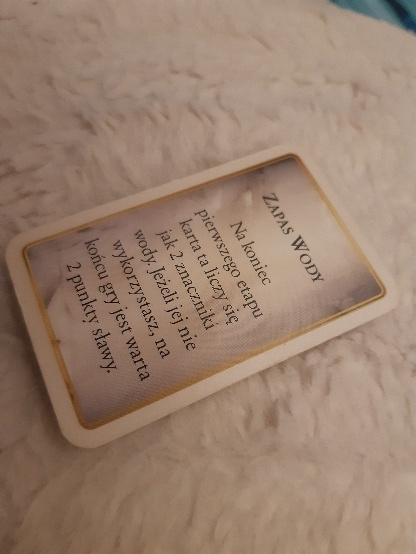 ZAPAS WODY
Na koniec
pierwszego etapu
karta ta liczy się
jak 2 znaczniki
wody. Jeżeli jej nie
wykorzystasz, na
końcu gry jest warta
2 punkty sławy.